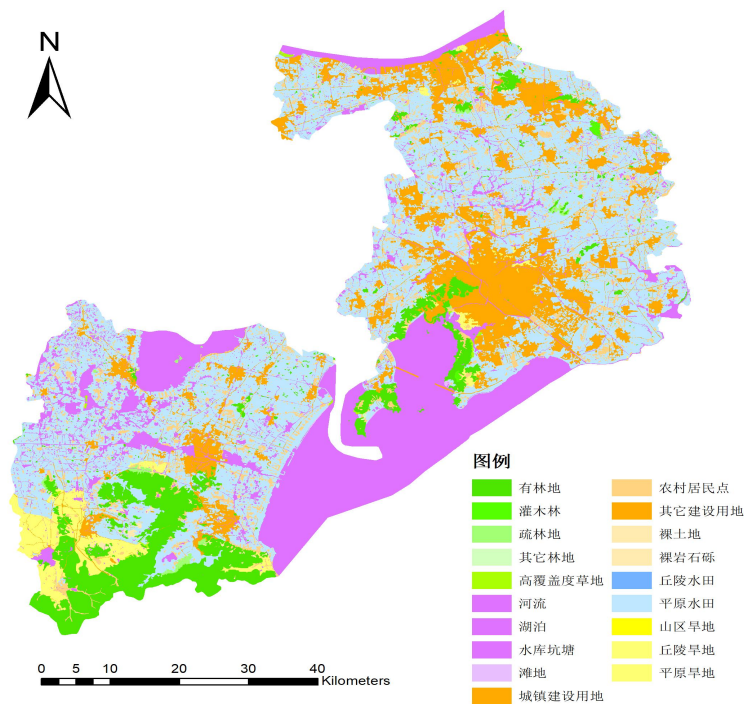 N
图例
有林地
灌木林
疏林地
其它林地
高覆盖度草地
河流
湖泊
水库坑塘
滩地
城镇建设用地
农村居民点
其它建设用地
裸土地
裸岩石砾
丘陵水田
平原水田
山区旱地
丘陵旱地
平原旱地
0 5 10 20 30 40
Kilometers